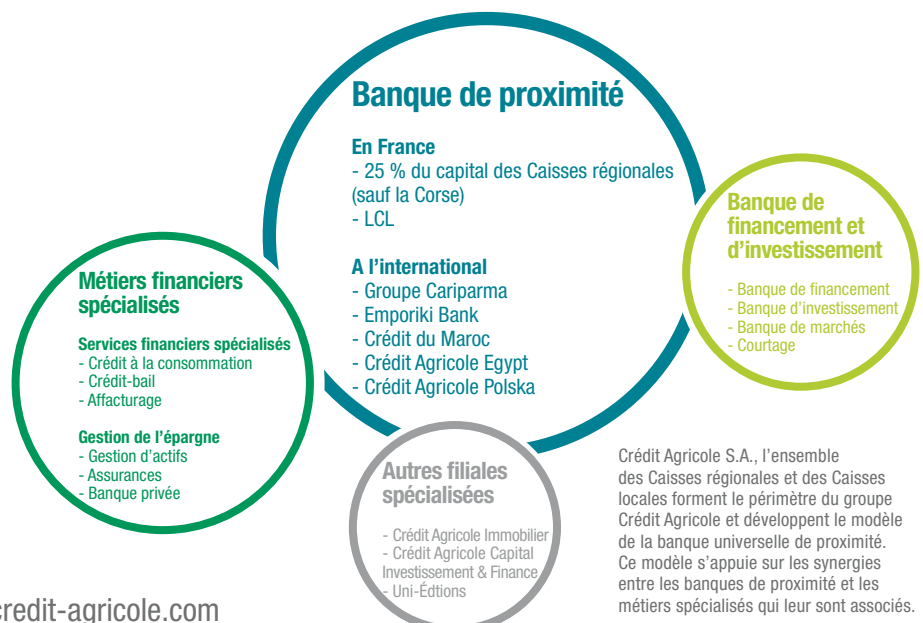 Banque de proximité
En France
- 25 % du capital des Caisses régionales
(sauf la Corse)
- LCL
A l'international
- Groupe Cariparma
- Emporiki Bank
- Crédit du Maroc
- Crédit Agricole Egypt
- Crédit Agricole Polska
Métiers financiers
spécialisés
Services financiers spécialisés
- Crédit à la consommation
- Crédit-bail
- Affacturage
Gestion de l'épargne
- Gestion d'actifs
- Assurances
- Banque privée
Banque de
financement et
d'investissement
- Banque de financement
- Banque d'investissement
- Banque de marchés
- Courtage
Autres filiales
spécialisées
- Crédit Agricole Immobilier
- Crédit Agricole Capital
Investissement & Finance
- Uni-Édtions
Crédit Agricole S.A., l'ensemble
des Caisses régionales et des Caisses
locales forment le périmètre du groupe
Crédit Agricole et développent le modèle
de la banque universelle de proximité.
Ce modèle s'appuie sur les synergies
entre les banques de proximité et les
métiers spécialisés qui leur sont associés.
credit-agricole.com